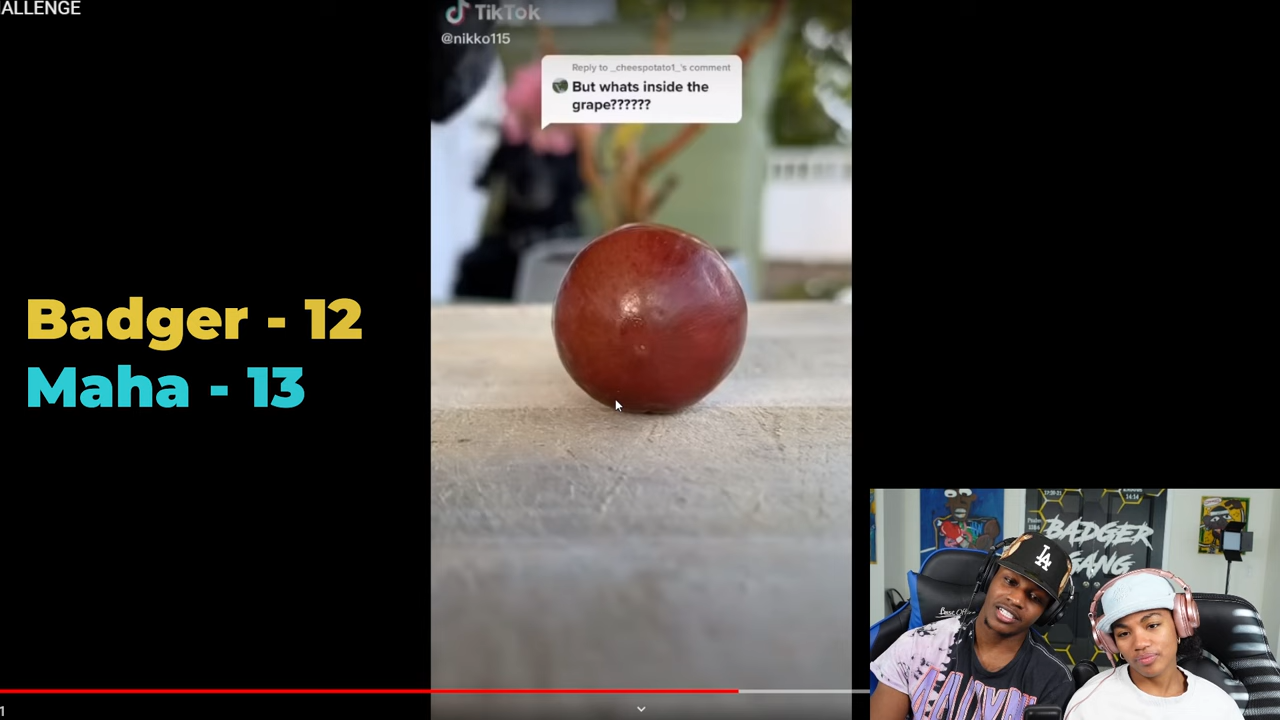 ALLENGE
TikTok
@nikko115
Reply to _cheespotato1_'s comment
But whats inside the
grape??????
Badger - 12
Maha - 13
BADGER
GANG
LA
1